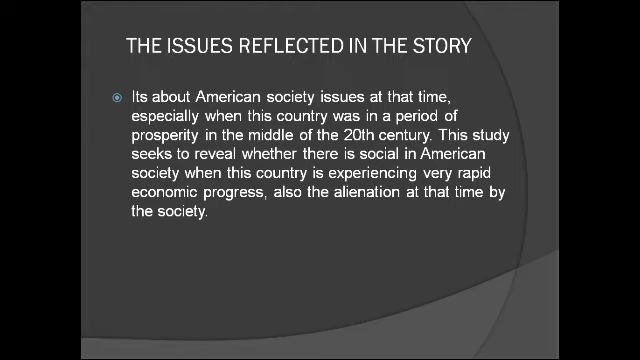 THE ISSUES REFLECTED IN THE STORY
Its about American society issues at that time,
especially when this country was in a period of
prosperity in the middle of the 20th century. This study
seeks to reveal whether there is social in American
society when this country is experiencing very rapid
economic progress, also the alienation at that time by
the society.